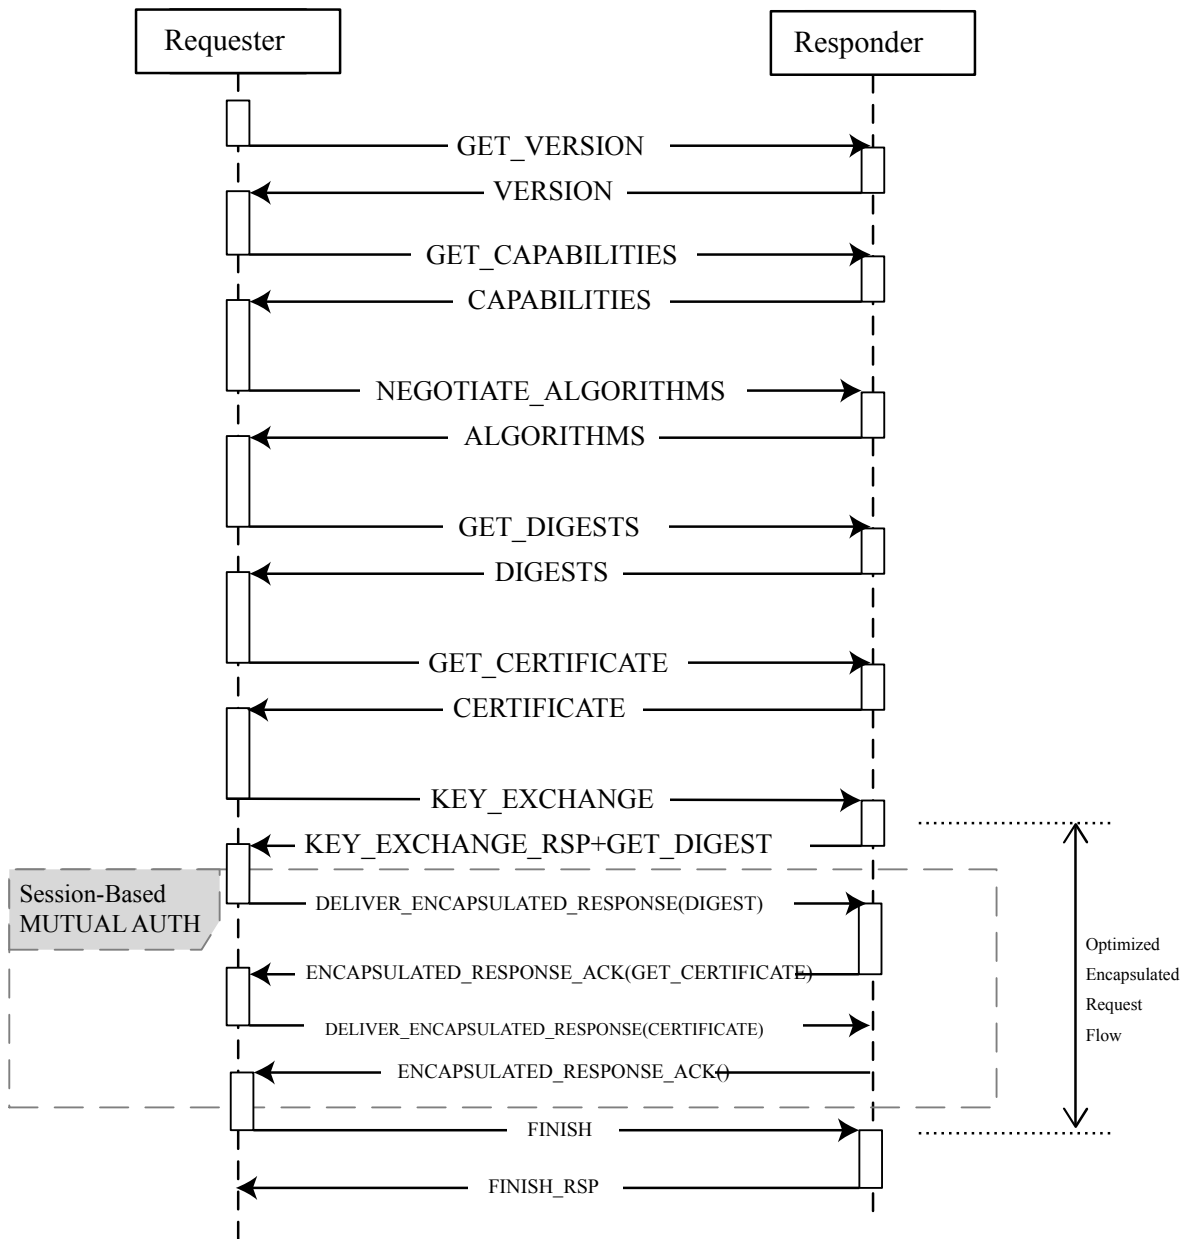 Requester
Responder
GET_VERSION
VERSION
GET_CAPABILITIES
CAPABILITIES
NEGOTIATE_ALGORITHMS
ALGORITHMS
GET_DIGESTS
DIGESTS
GET_CERTIFICATE
CERTIFICATE
KEY_EXCHANGE
KEY_EXCHANGE_RSP+GET_DIGEST
Session-Based
MUTUAL AUTH
DELIVER_ENCAPSULATED_RESPONSE(DIGEST)
ENCAPSULATED_RESPONSE_ACK(GET_CERTIFICATE)
DELIVER_ENCAPSULATED_RESPONSE(CERTIFICATE)
ENCAPSULATED_RESPONSE_ACK()
Optimized
Encapsulated
Request
Flow
FINISH
FINISH_RSP